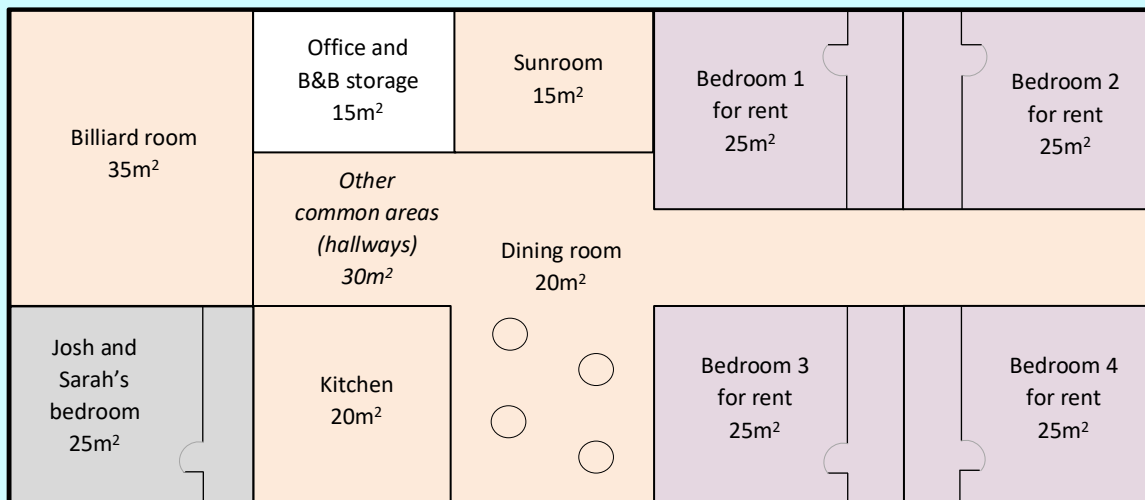 Billiard room
35m²
Office and
B&B storage
15m²
Sunroom
15m²
Bedroom 1
for rent
25m²
Bedroom 2
for rent
25m²
Other
common areas
(hallways)
30m²
Dining room
20m²
Josh and
Sarah’s
bedroom
25m²
Kitchen
20m²
Bedroom 3
for rent
25m²
Bedroom 4
for rent
25m²